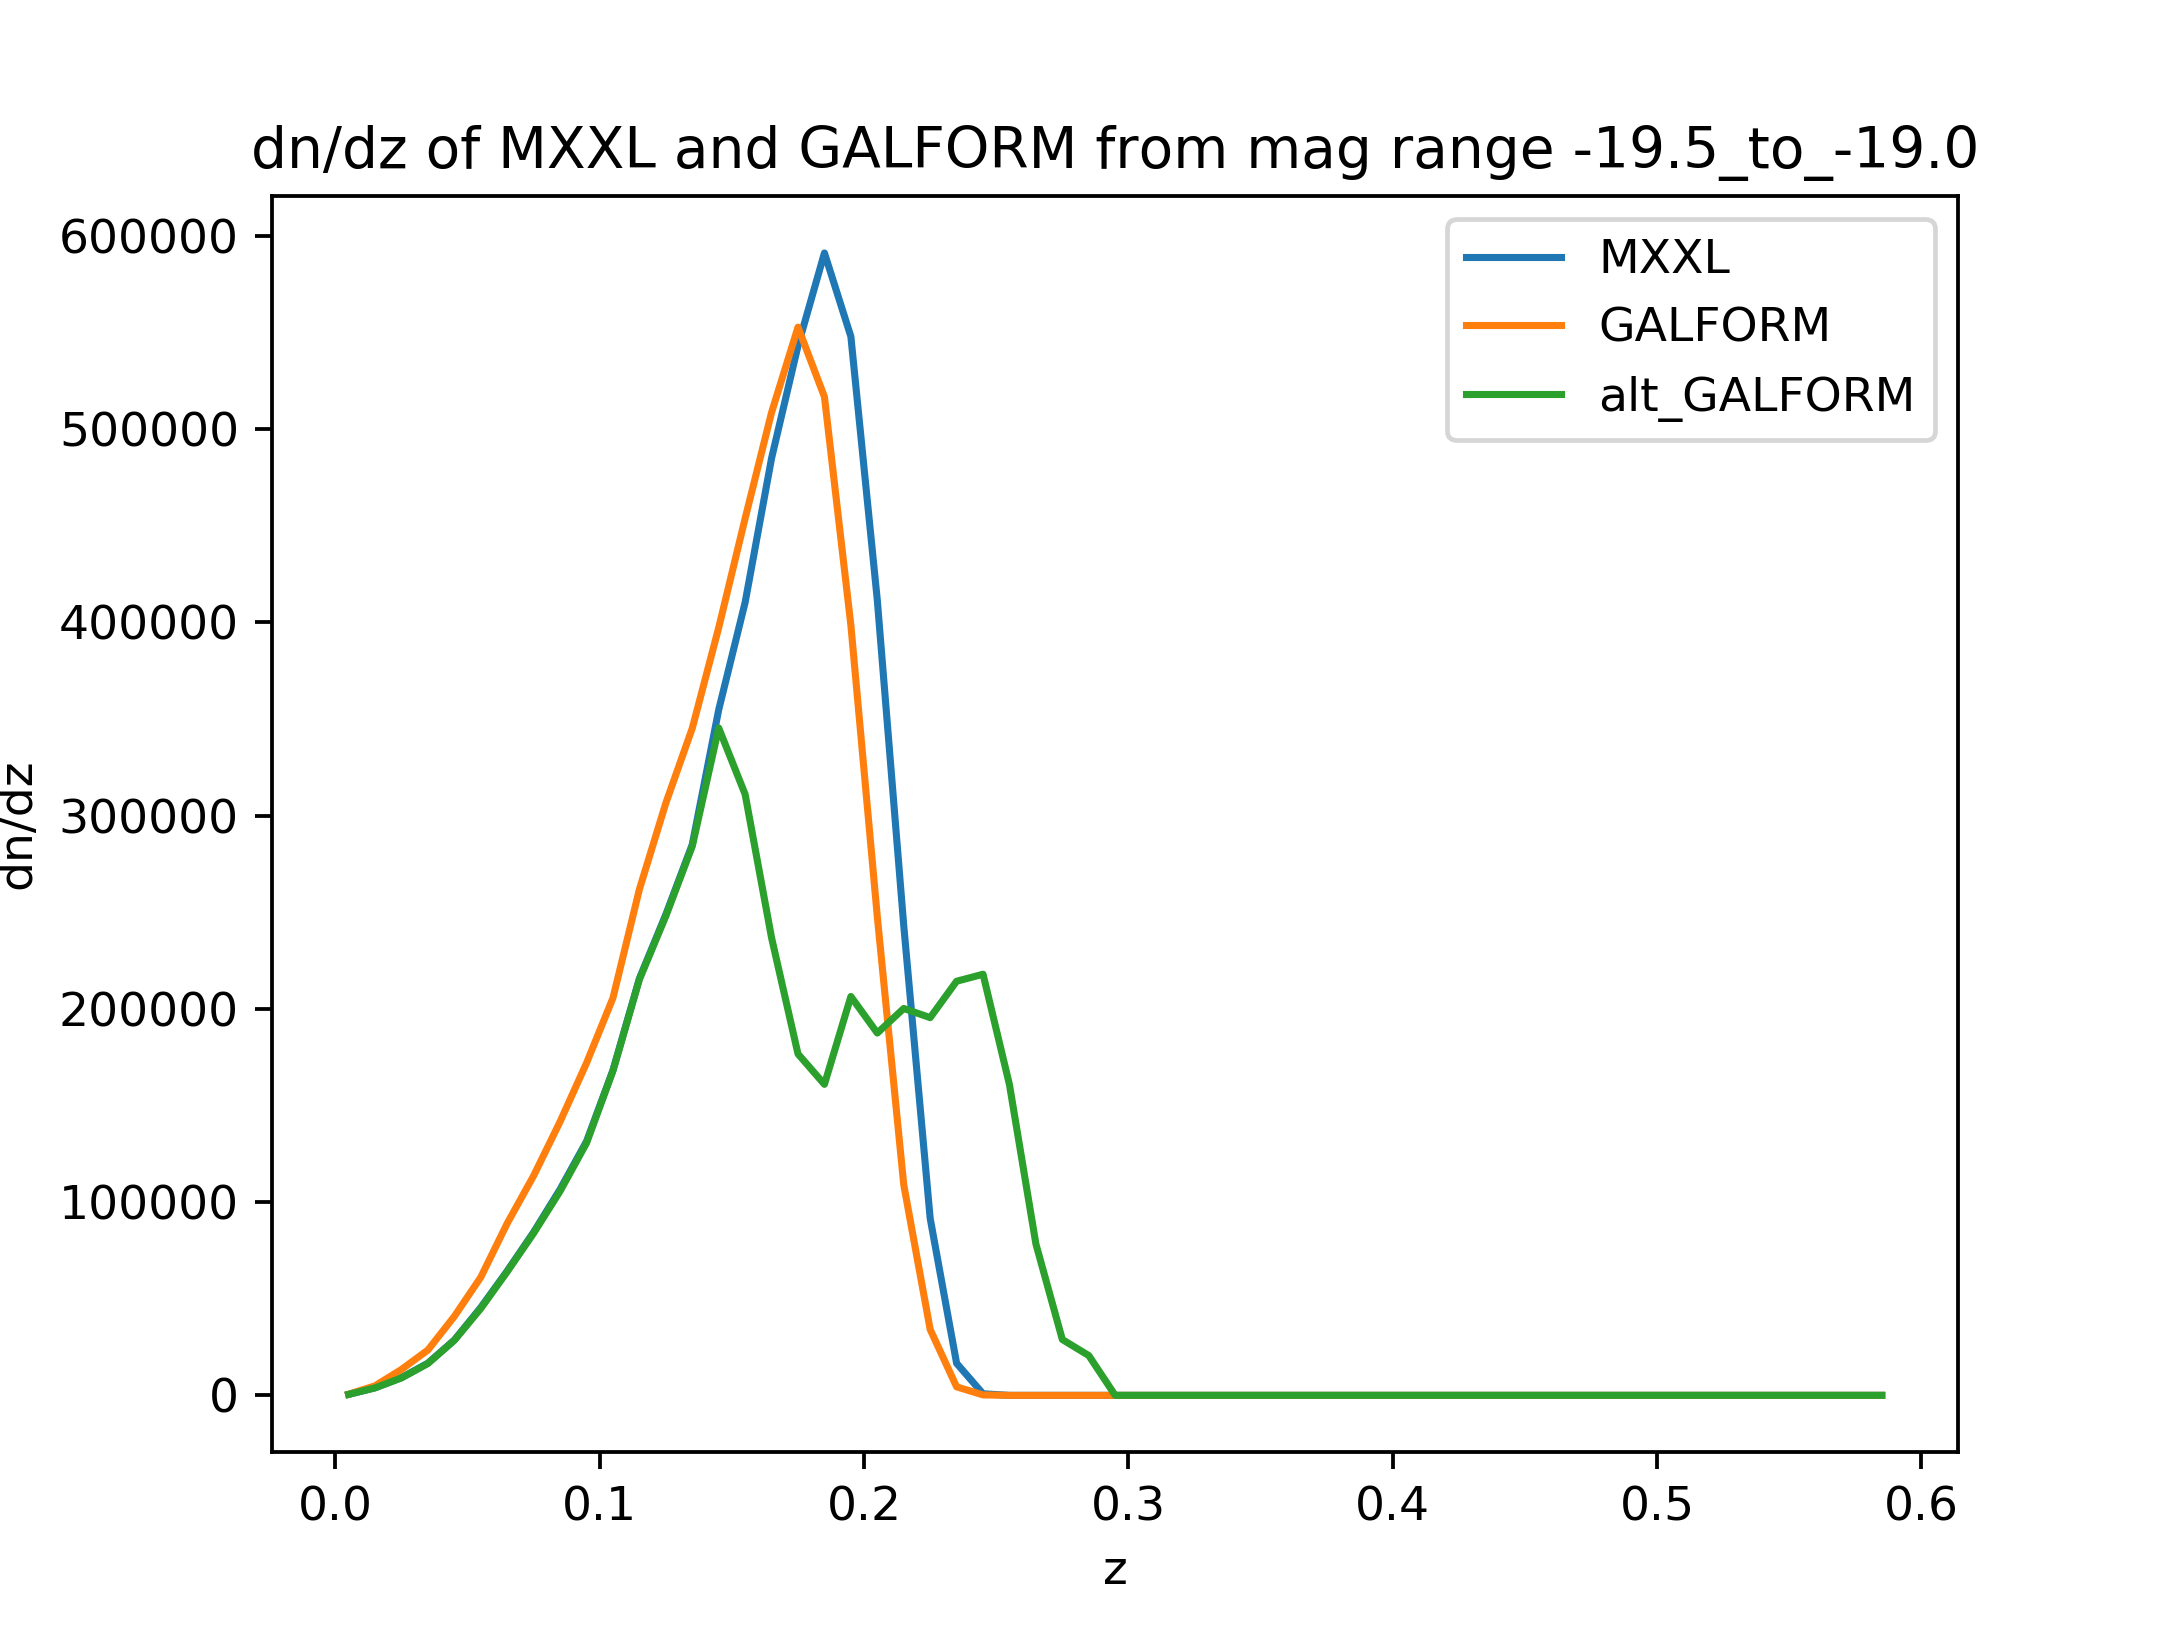 dn/dz of MXXL and GALFORM from mag range -19.5_to_-19.0
600000
500000
400000
300000
200000
100000
0
dn/dz
MXXL
GALFORM
alt_GALFORM
0.0 0.1 0.2 0.3 0.4 0.5 0.6
z